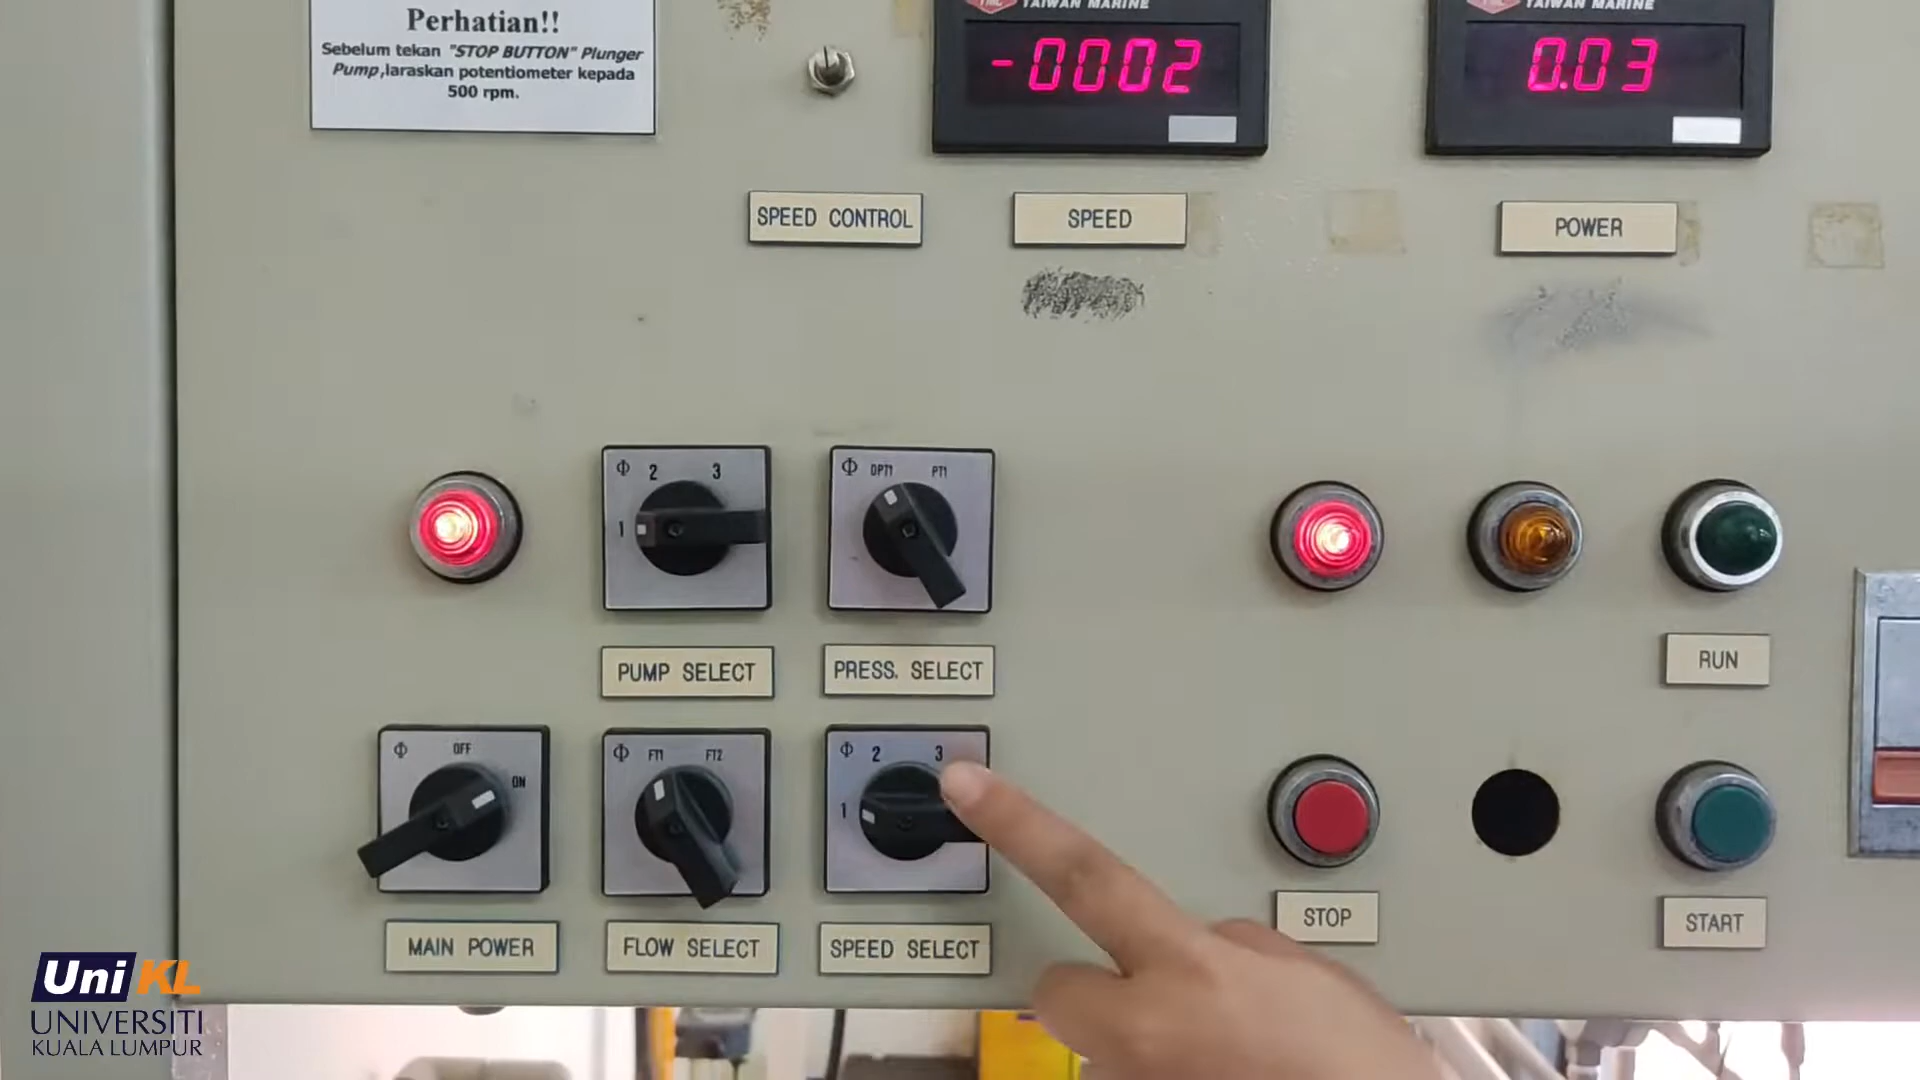 Perhatian!!
Sebelum tekan "STOP BUTTON" Plunger
Pump,laraskan potentiometer kepada
500 rpm.
TAIWAN MARINE
-0002
TAIWAN MARINE
0.03
SPEED CONTROL
SPEED
POWER
Φ 2 3
1
Φ DPT1 PT1
PUMP SELECT
PRESS. SELECT
RUN
Φ OFF
ON
Φ FT1 FT2
Φ 2 3
1
MAIN POWER
FLOW SELECT
SPEED SELECT
STOP
START
UniKL
UNIVERSITI
KUALA LUMPUR